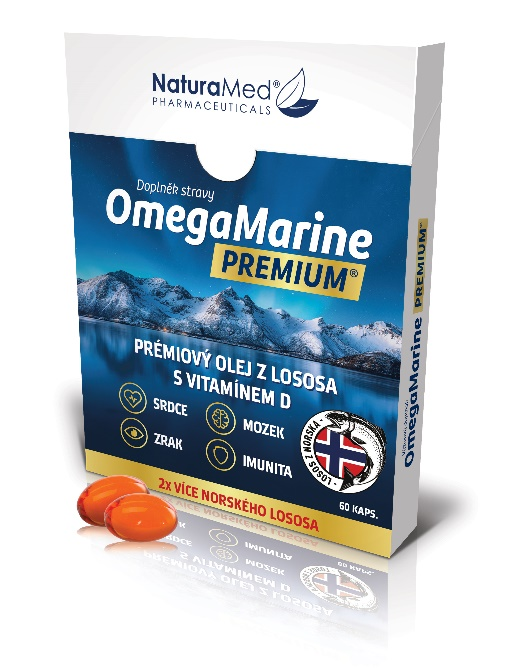 NaturaMed®
PHARMACEUTICALS
Doplněk stravy
OmegaMarine
PREMIUM®
PRÉMIOVÝ OLEJ Z LOSOSA
S VITAMÍNEM D
SRDCE
MOZEK
ZRAK
IMUNITA
LOSOS Z NORSKA
2x VÍCE NORSKÉHO LOSOSA
60 KAPS.
OmegaMarine PREMIUM®